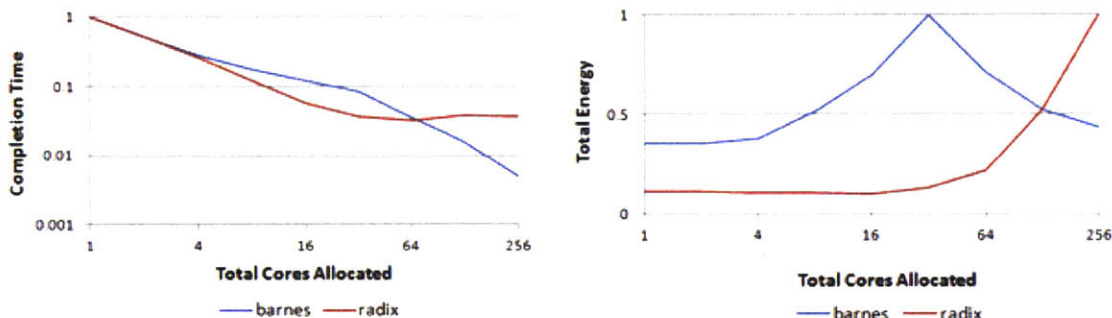 Completion Time
1
0.1
0.01
0.001
1 4 16 64 256
Total Cores Allocated
barnes radix
Total Energy
1
0.5
0
1 4 16 64 256
Total Cores Allocated
barnes radix